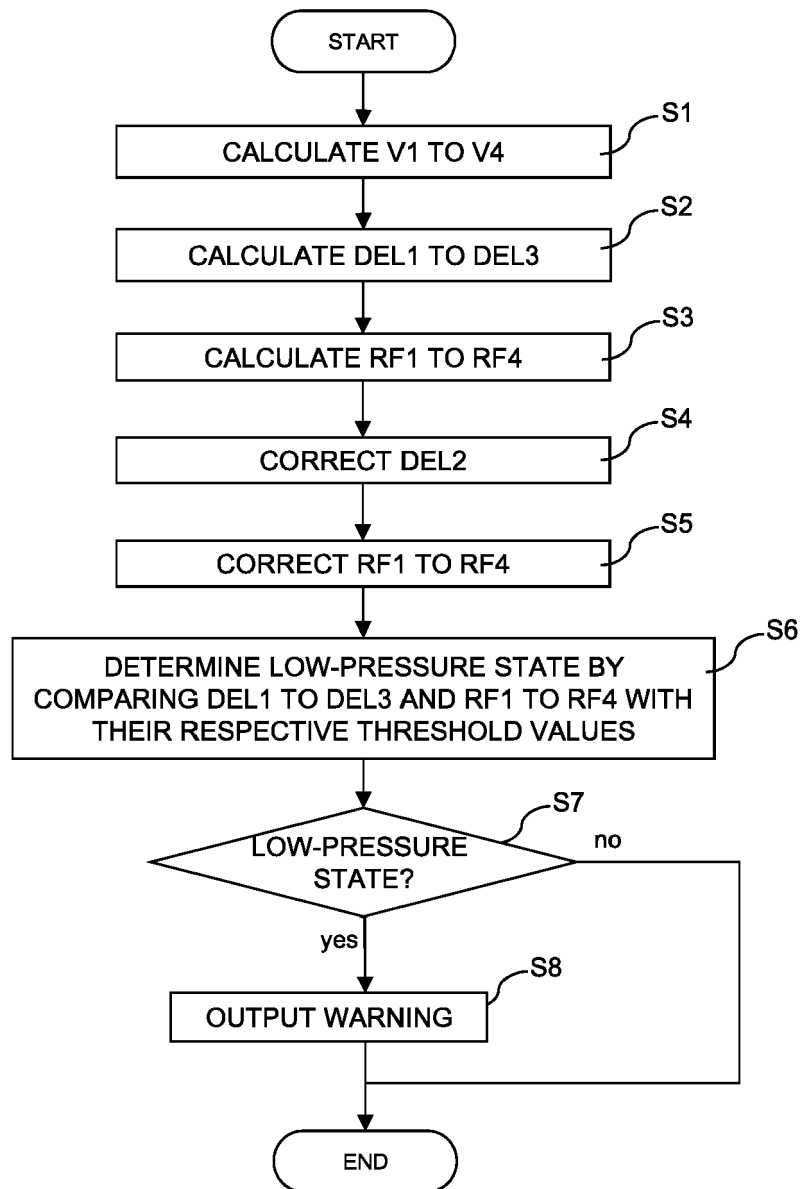 START
S1
CALCULATE V1 TO V4
S2
CALCULATE DEL1 TO DEL3
S3
CALCULATE RF1 TO RF4
S4
CORRECT DEL2
S5
CORRECT RF1 TO RF4
S6
DETERMINE LOW-PRESSURE STATE BY
COMPARING DEL1 TO DEL3 AND RF1 TO RF4 WITH
THEIR RESPECTIVE THRESHOLD VALUES
S7
LOW-PRESSURE
STATE?
no
yes
S8
OUTPUT WARNING
END